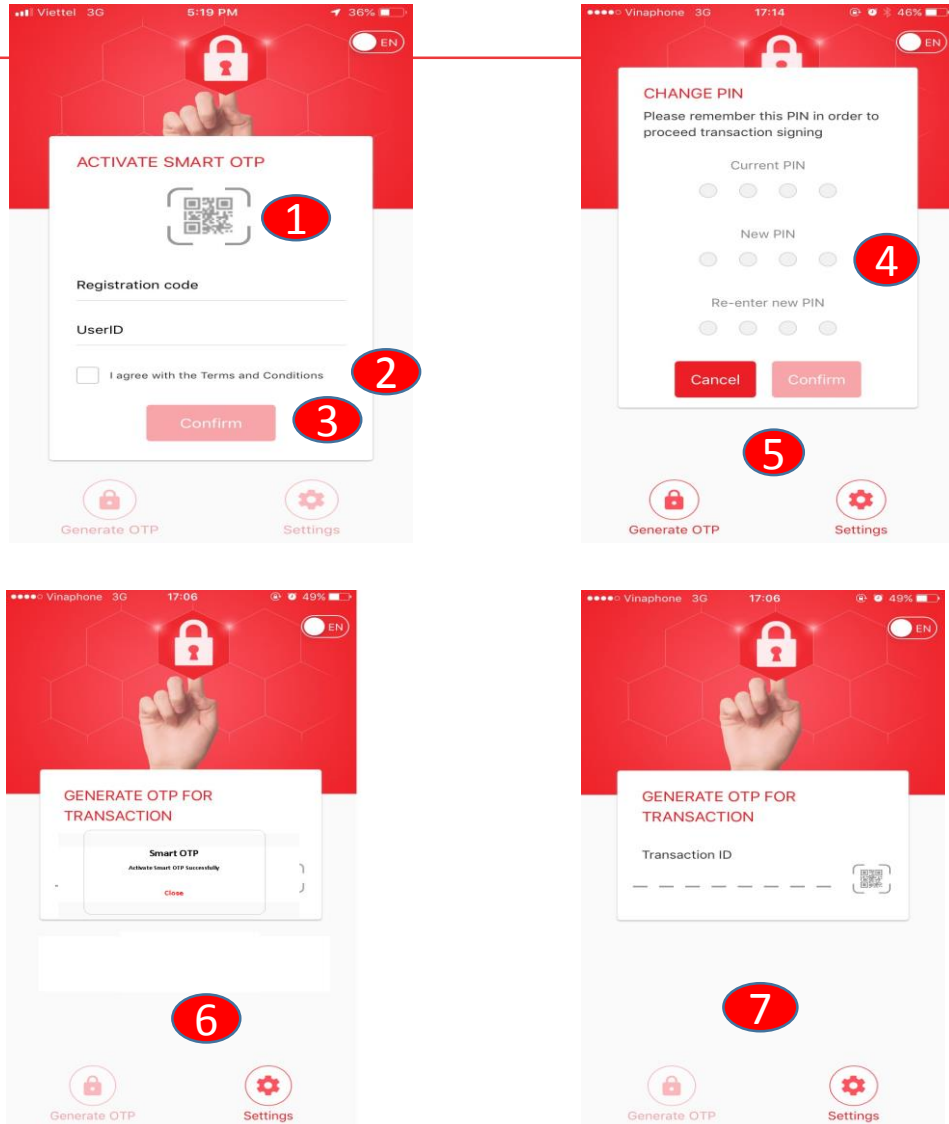 Viettel 3G 5:19 PM 36%
EN
ACTIVATE SMART OTP
1
Registration code
UserID
I agree with the Terms and Conditions
2
Confirm
3
Generate OTP Settings
Vinaphone 3G 17:14 46%
EN
CHANGE PIN
Please remember this PIN in order to
proceed transaction signing
Current PIN
New PIN
4
Re-enter new PIN
Cancel Confirm
5
Generate OTP Settings
Vinaphone 3G 17:06 49%
EN
GENERATE OTP FOR
TRANSACTION
Smart OTP
Activate Smart OTP Successfully
Close
6
Generate OTP Settings
Vinaphone 3G 17:06 49%
EN
GENERATE OTP FOR
TRANSACTION
Transaction ID
7
Generate OTP Settings